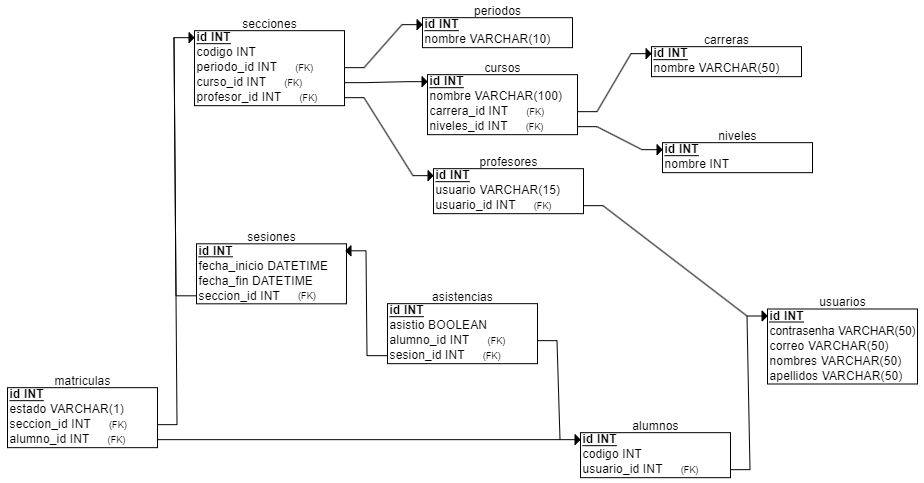 secciones
id INT
codigo INT
periodo_id INT (FK)
curso_id INT (FK)
profesor_id INT (FK)
periodos
id INT
nombre VARCHAR(10)
carreras
id INT
nombre VARCHAR(50)
cursos
id INT
nombre VARCHAR(100)
carrera_id INT (FK)
niveles_id INT (FK)
niveles
id INT
nombre INT
profesores
id INT
usuario VARCHAR(15)
usuario_id INT (FK)
sesiones
id INT
fecha_inicio DATETIME
fecha_fin DATETIME
seccion_id INT (FK)
asistencias
id INT
asistio BOOLEAN
alumno_id INT (FK)
sesion_id INT (FK)
usuarios
id INT
contrasenha VARCHAR(50)
correo VARCHAR(50)
nombres VARCHAR(50)
apellidos VARCHAR(50)
matriculas
id INT
estado VARCHAR(1)
seccion_id INT (FK)
alumno_id INT (FK)
alumnos
id INT
codigo INT
usuario_id INT (FK)